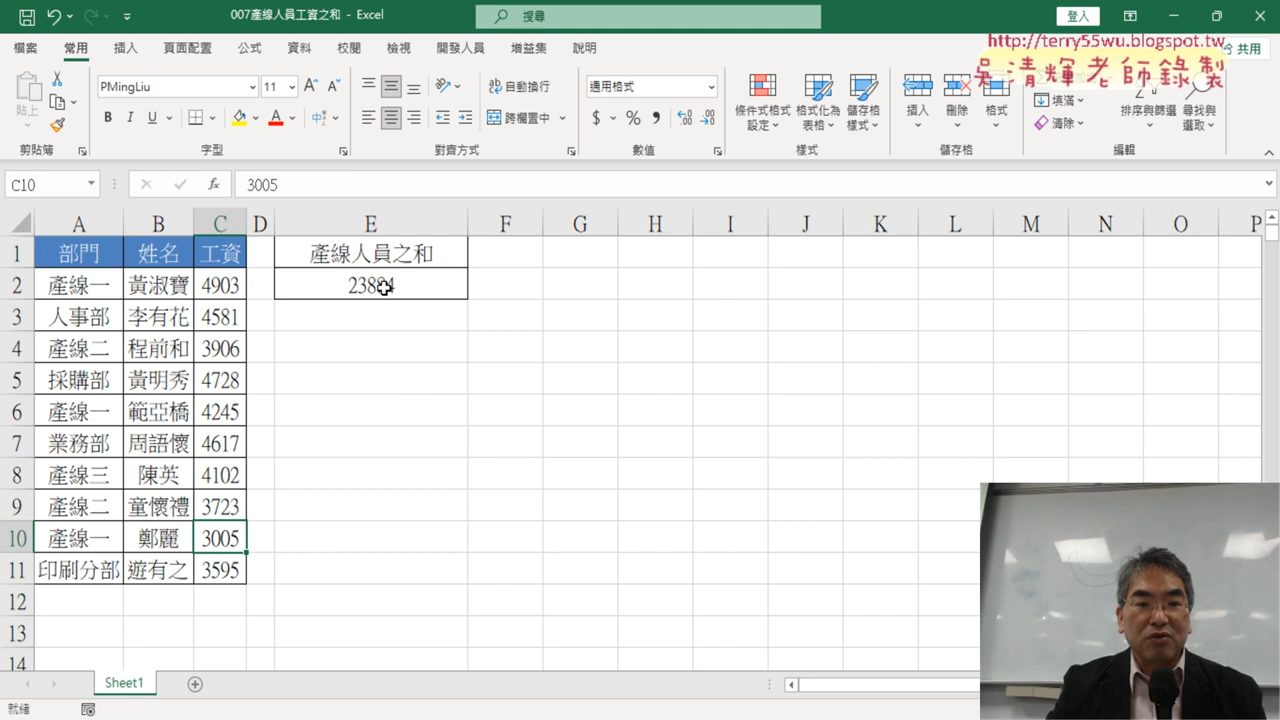 007產線人員工資之和 - Excel
搜尋
登入
檔案 常用 插入 頁面配置 公式 資料 校閱 檢視 開發人員 增益集 說明
共用
http://terry55wu.blogspot.tw
吳清輝老師錄製
貼上
PMingLiu 11
自動換行
通用格式
B I U
跨欄置中
$ % ,
條件式格式設定
格式化為表格
儲存格樣式
插入 刪除 格式
填滿
清除
排序與篩選
尋找與選取
剪貼簿 字型 對齊方式 數值 樣式 儲存格 編輯
C10
fx
3005
A B C D E F G H I J K L M N O P
1 部門 姓名 工資 產線人員之和
2 產線一 黃淑寶 4903
3 人事部 李有花 4581
4 產線二 程前和 3906
5 採購部 黃明秀 4728
6 產線一 範亞橋 4245
7 業務部 周語懷 4617
8 產線三 陳英 4102
9 產線二 童懷禮 3723
10 產線一 鄭麗 3005
11 印刷分部 遊有之 3595
12
13
14
Sheet1
就緒